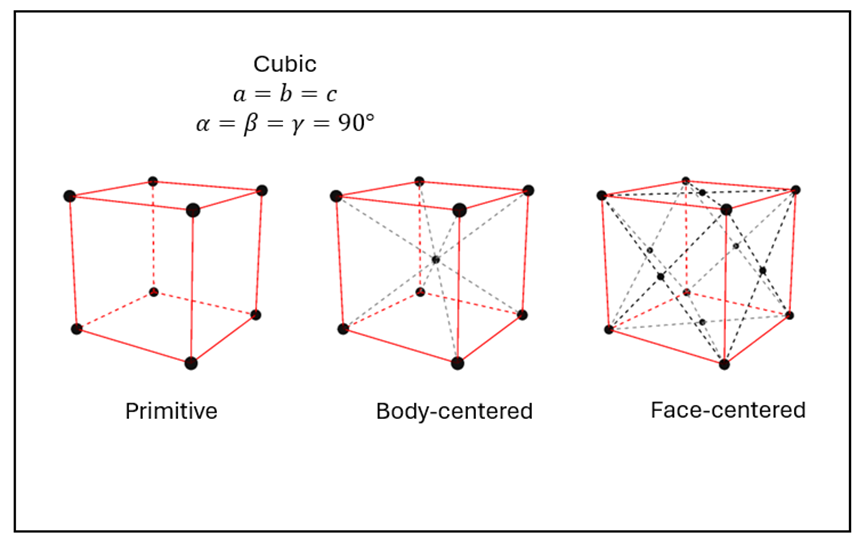 Cubic
𝑎 = 𝑏 = 𝑐
𝛼 = 𝛽 = 𝛾 = 90°
Primitive
Body-centered
Face-centered